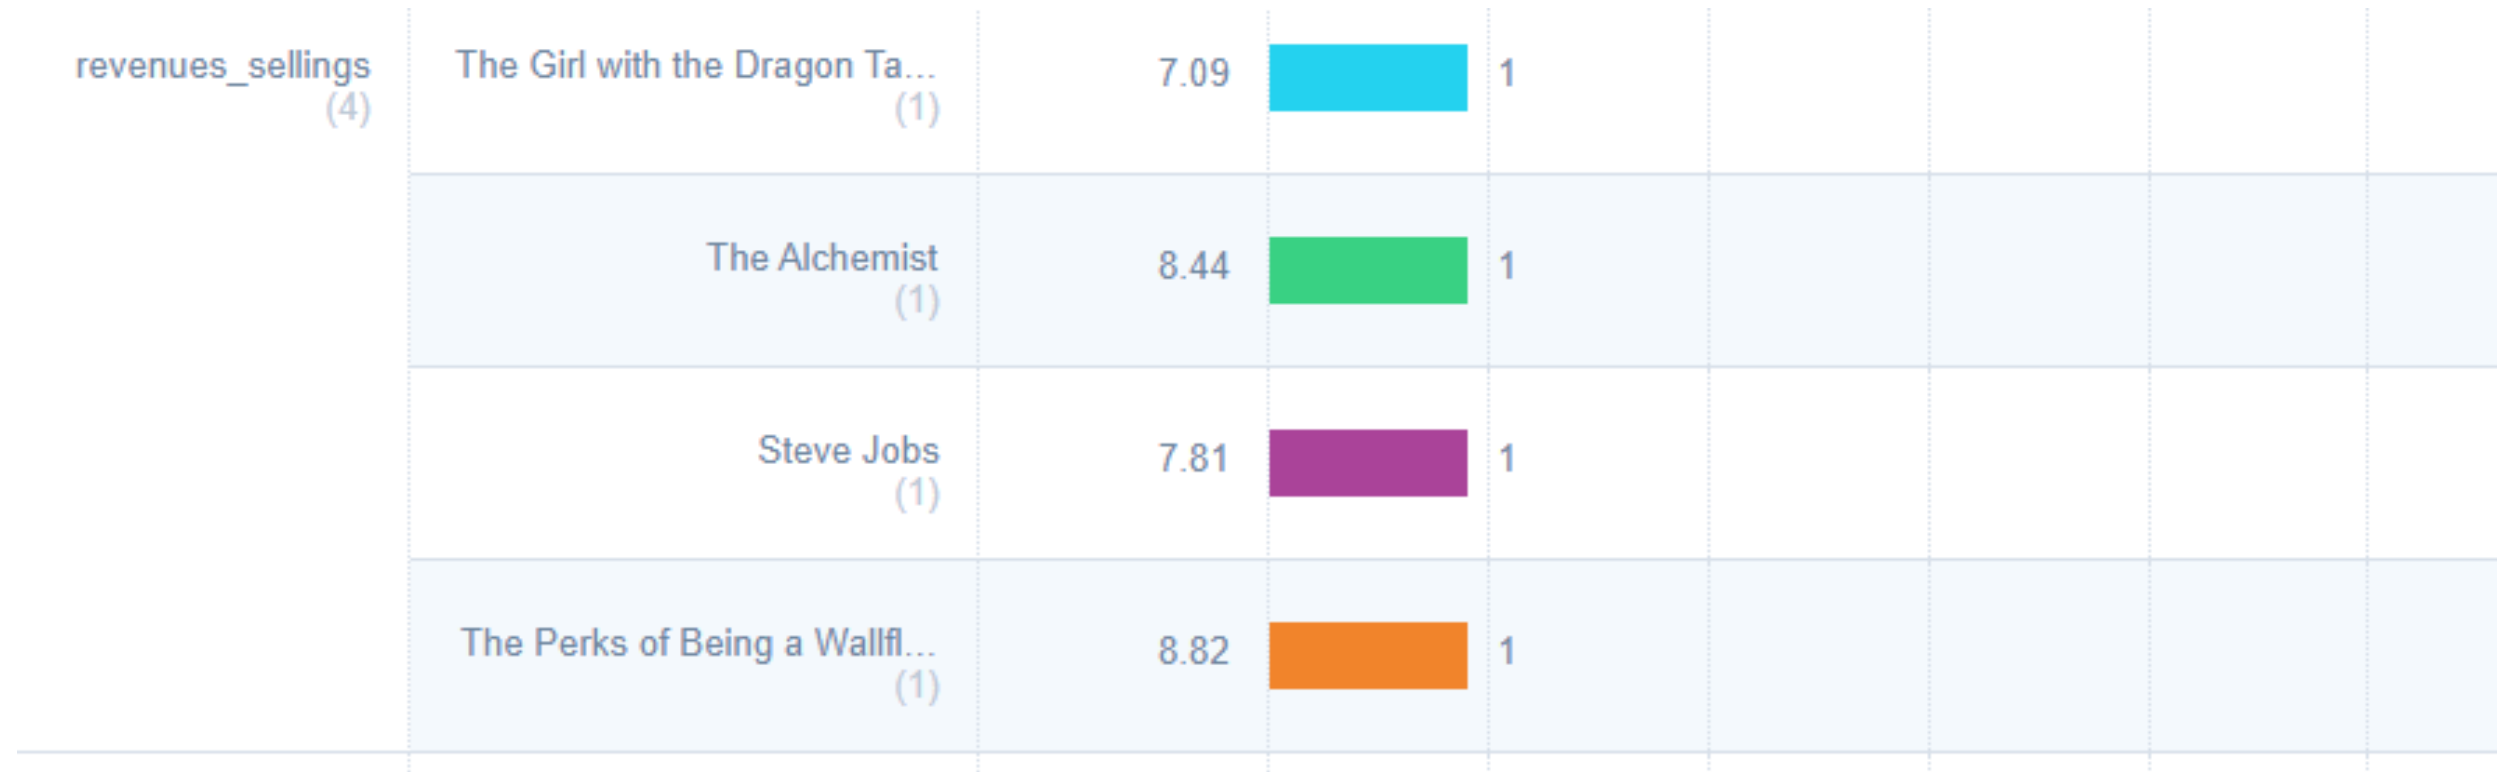 revenues_sellings
(4)
The Girl with the Dragon Ta...
(1)
7.09
1
The Alchemist
(1)
8.44
1
Steve Jobs
(1)
7.81
1
The Perks of Being a Wallfl...
(1)
8.82
1